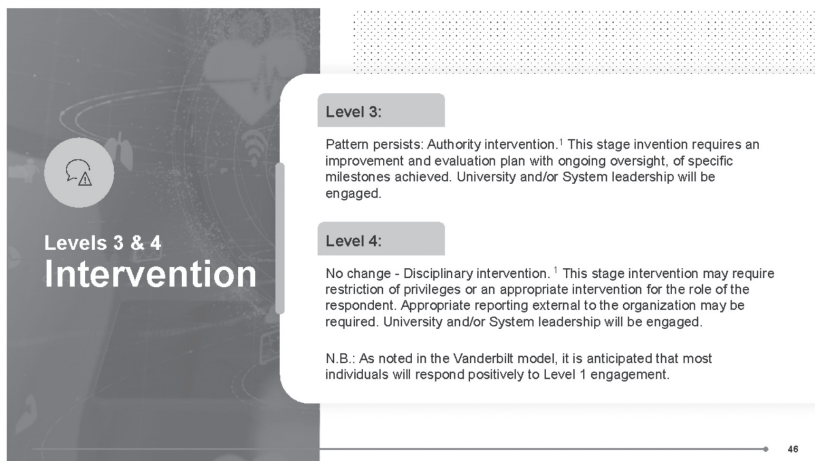 Levels 3 & 4
Intervention
Level 3:
Pattern persists: Authority intervention.¹ This stage invention requires an
improvement and evaluation plan with ongoing oversight, of specific
milestones achieved. University and/or System leadership will be
engaged.
Level 4:
No change - Disciplinary intervention. ¹ This stage intervention may require
restriction of privileges or an appropriate intervention for the role of the
respondent. Appropriate reporting external to the organization may be
required. University and/or System leadership will be engaged.
N.B.: As noted in the Vanderbilt model, it is anticipated that most
individuals will respond positively to Level 1 engagement.
46